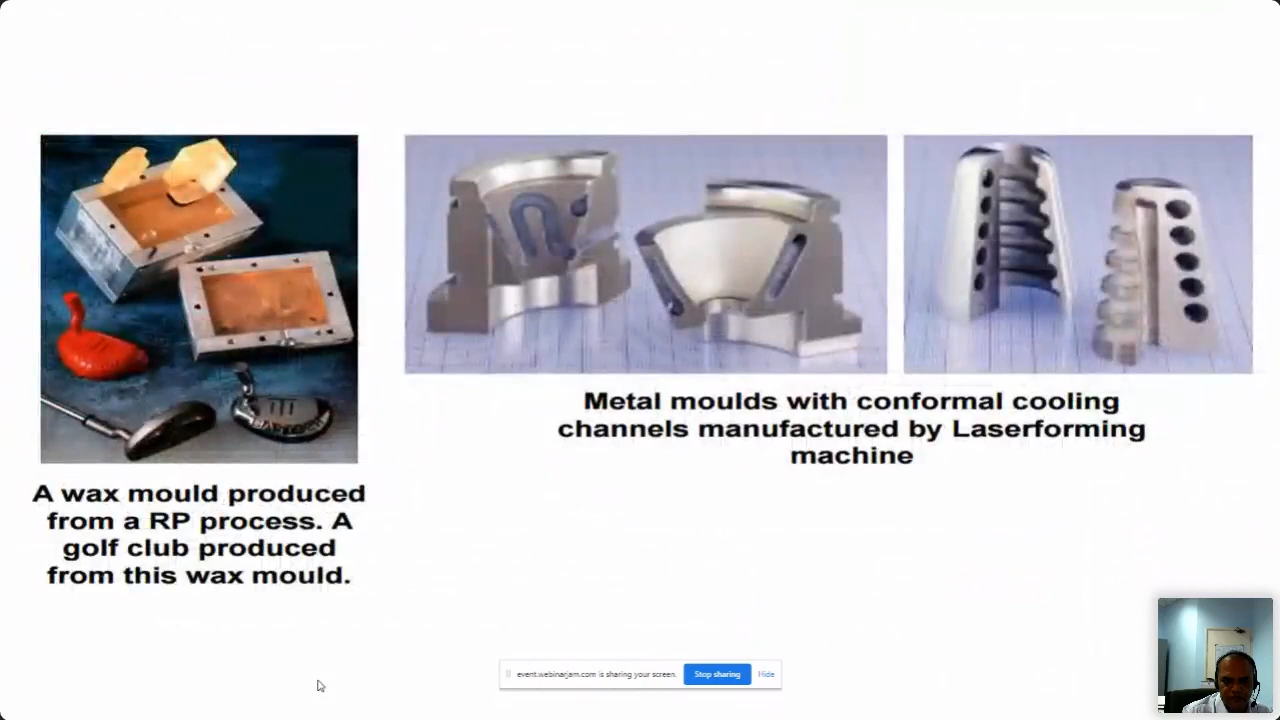 A wax mould produced
from a RP process. A
golf club produced
from this wax mould.
Metal moulds with conformal cooling
channels manufactured by Laserforming
machine
event.webinarjam.com is sharing your screen.
Stop sharing
Hide